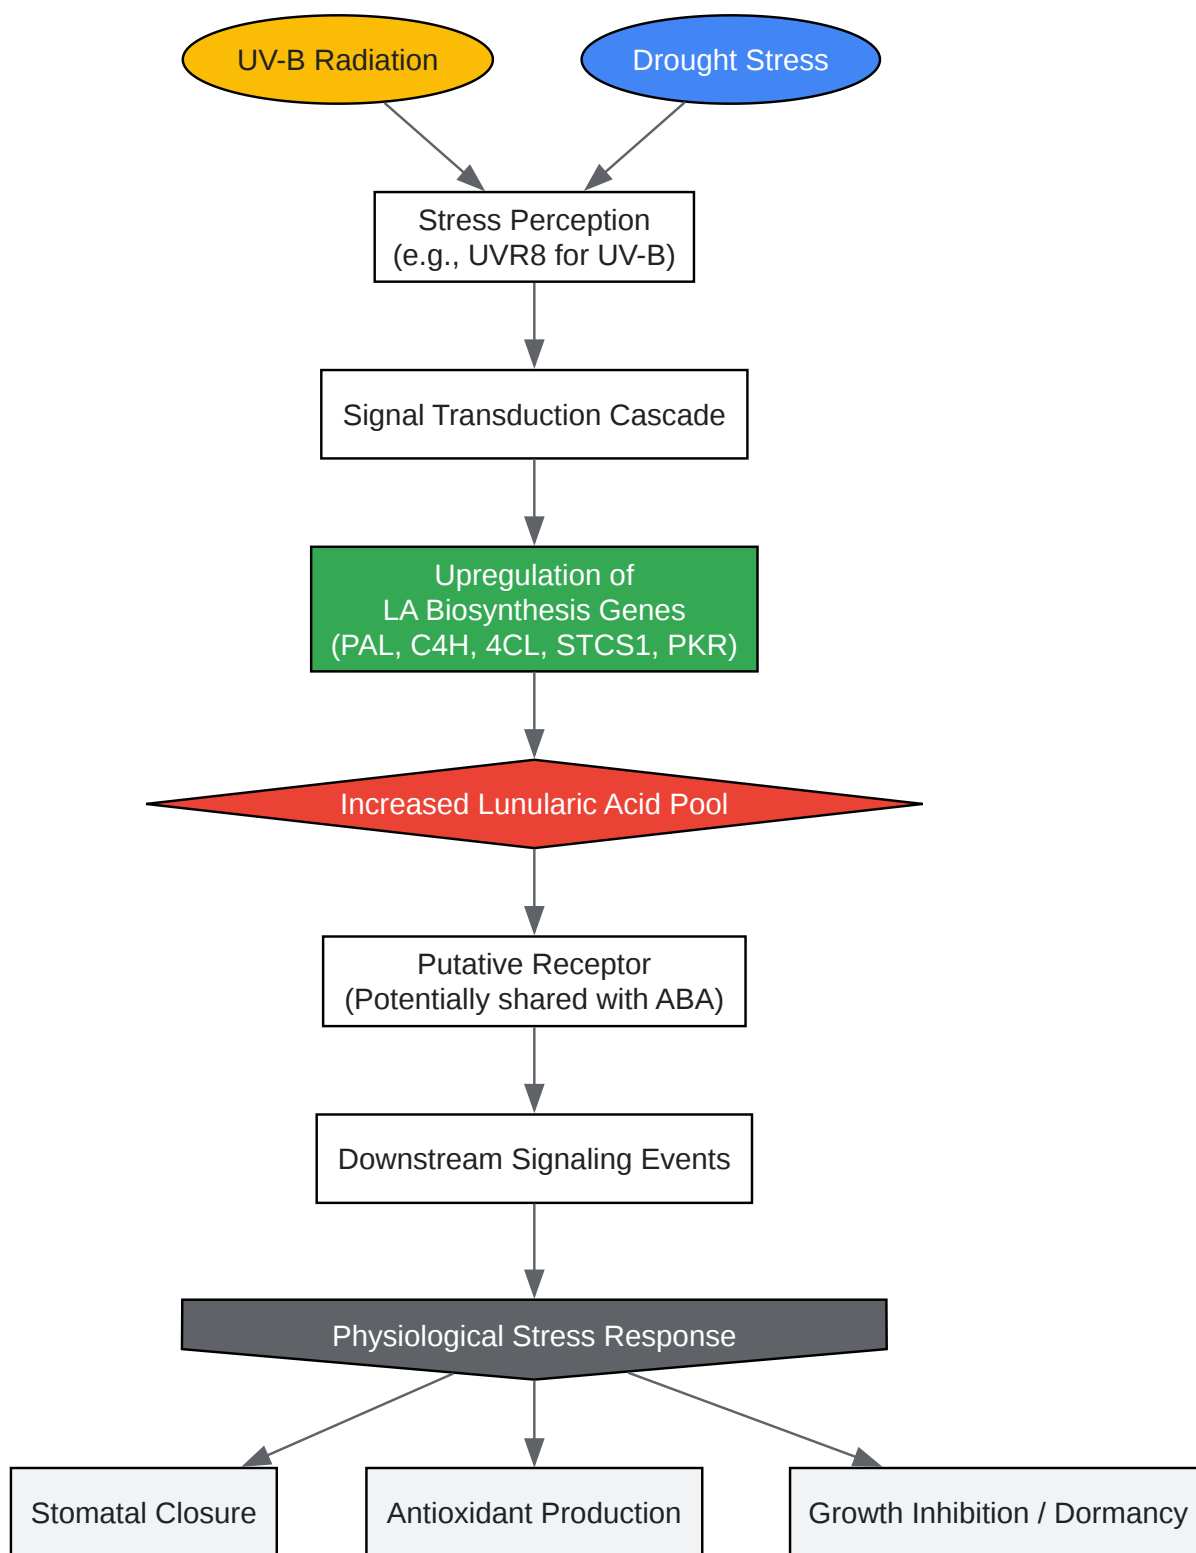 UV-B Radiation
Drought Stress
Stress Perception
(e.g., UVR8 for UV-B)
Signal Transduction Cascade
Upregulation of
LA Biosynthesis Genes
(PAL, C4H, 4CL, STCS1, PKR)
Increased Lunularic Acid Pool
Putative Receptor
(Potentially shared with ABA)
Downstream Signaling Events
Physiological Stress Response
Stomatal Closure
Antioxidant Production
Growth Inhibition / Dormancy